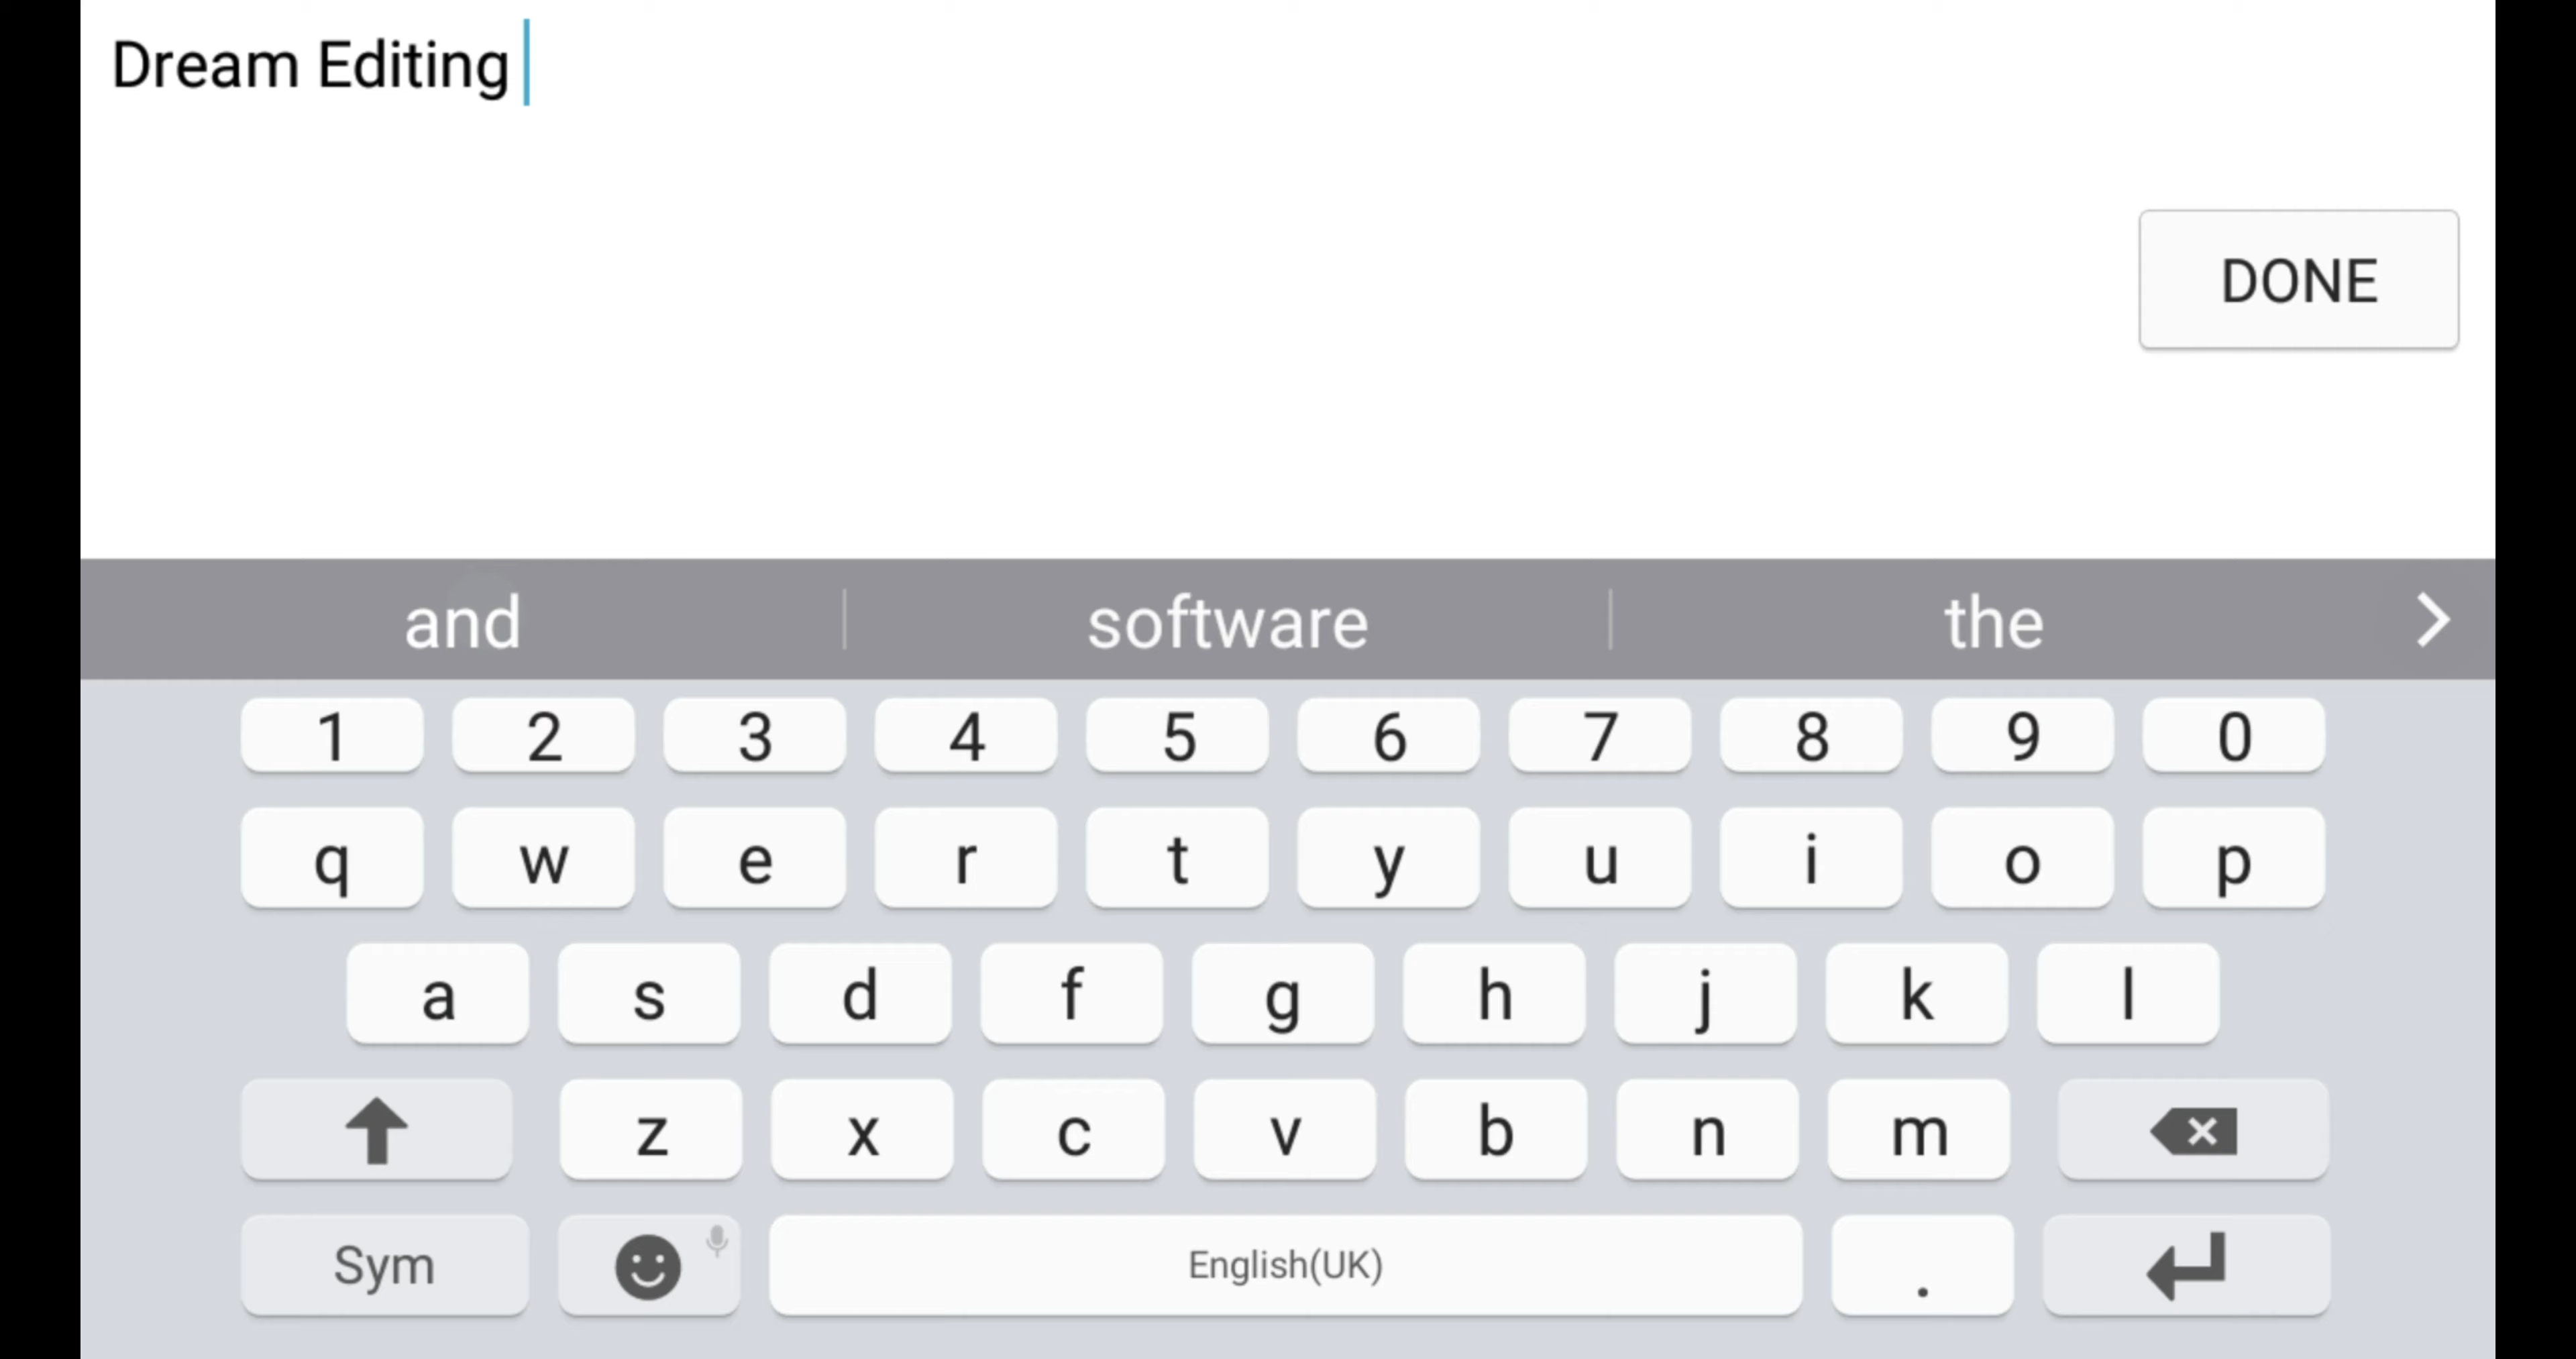 Dream Editing
DONE
and software the
1 2 3 4 5 6 7 8 9 0
q w e r t y u i o p
a s d f g h j k l
z x c v b n m
Sym English(UK) .